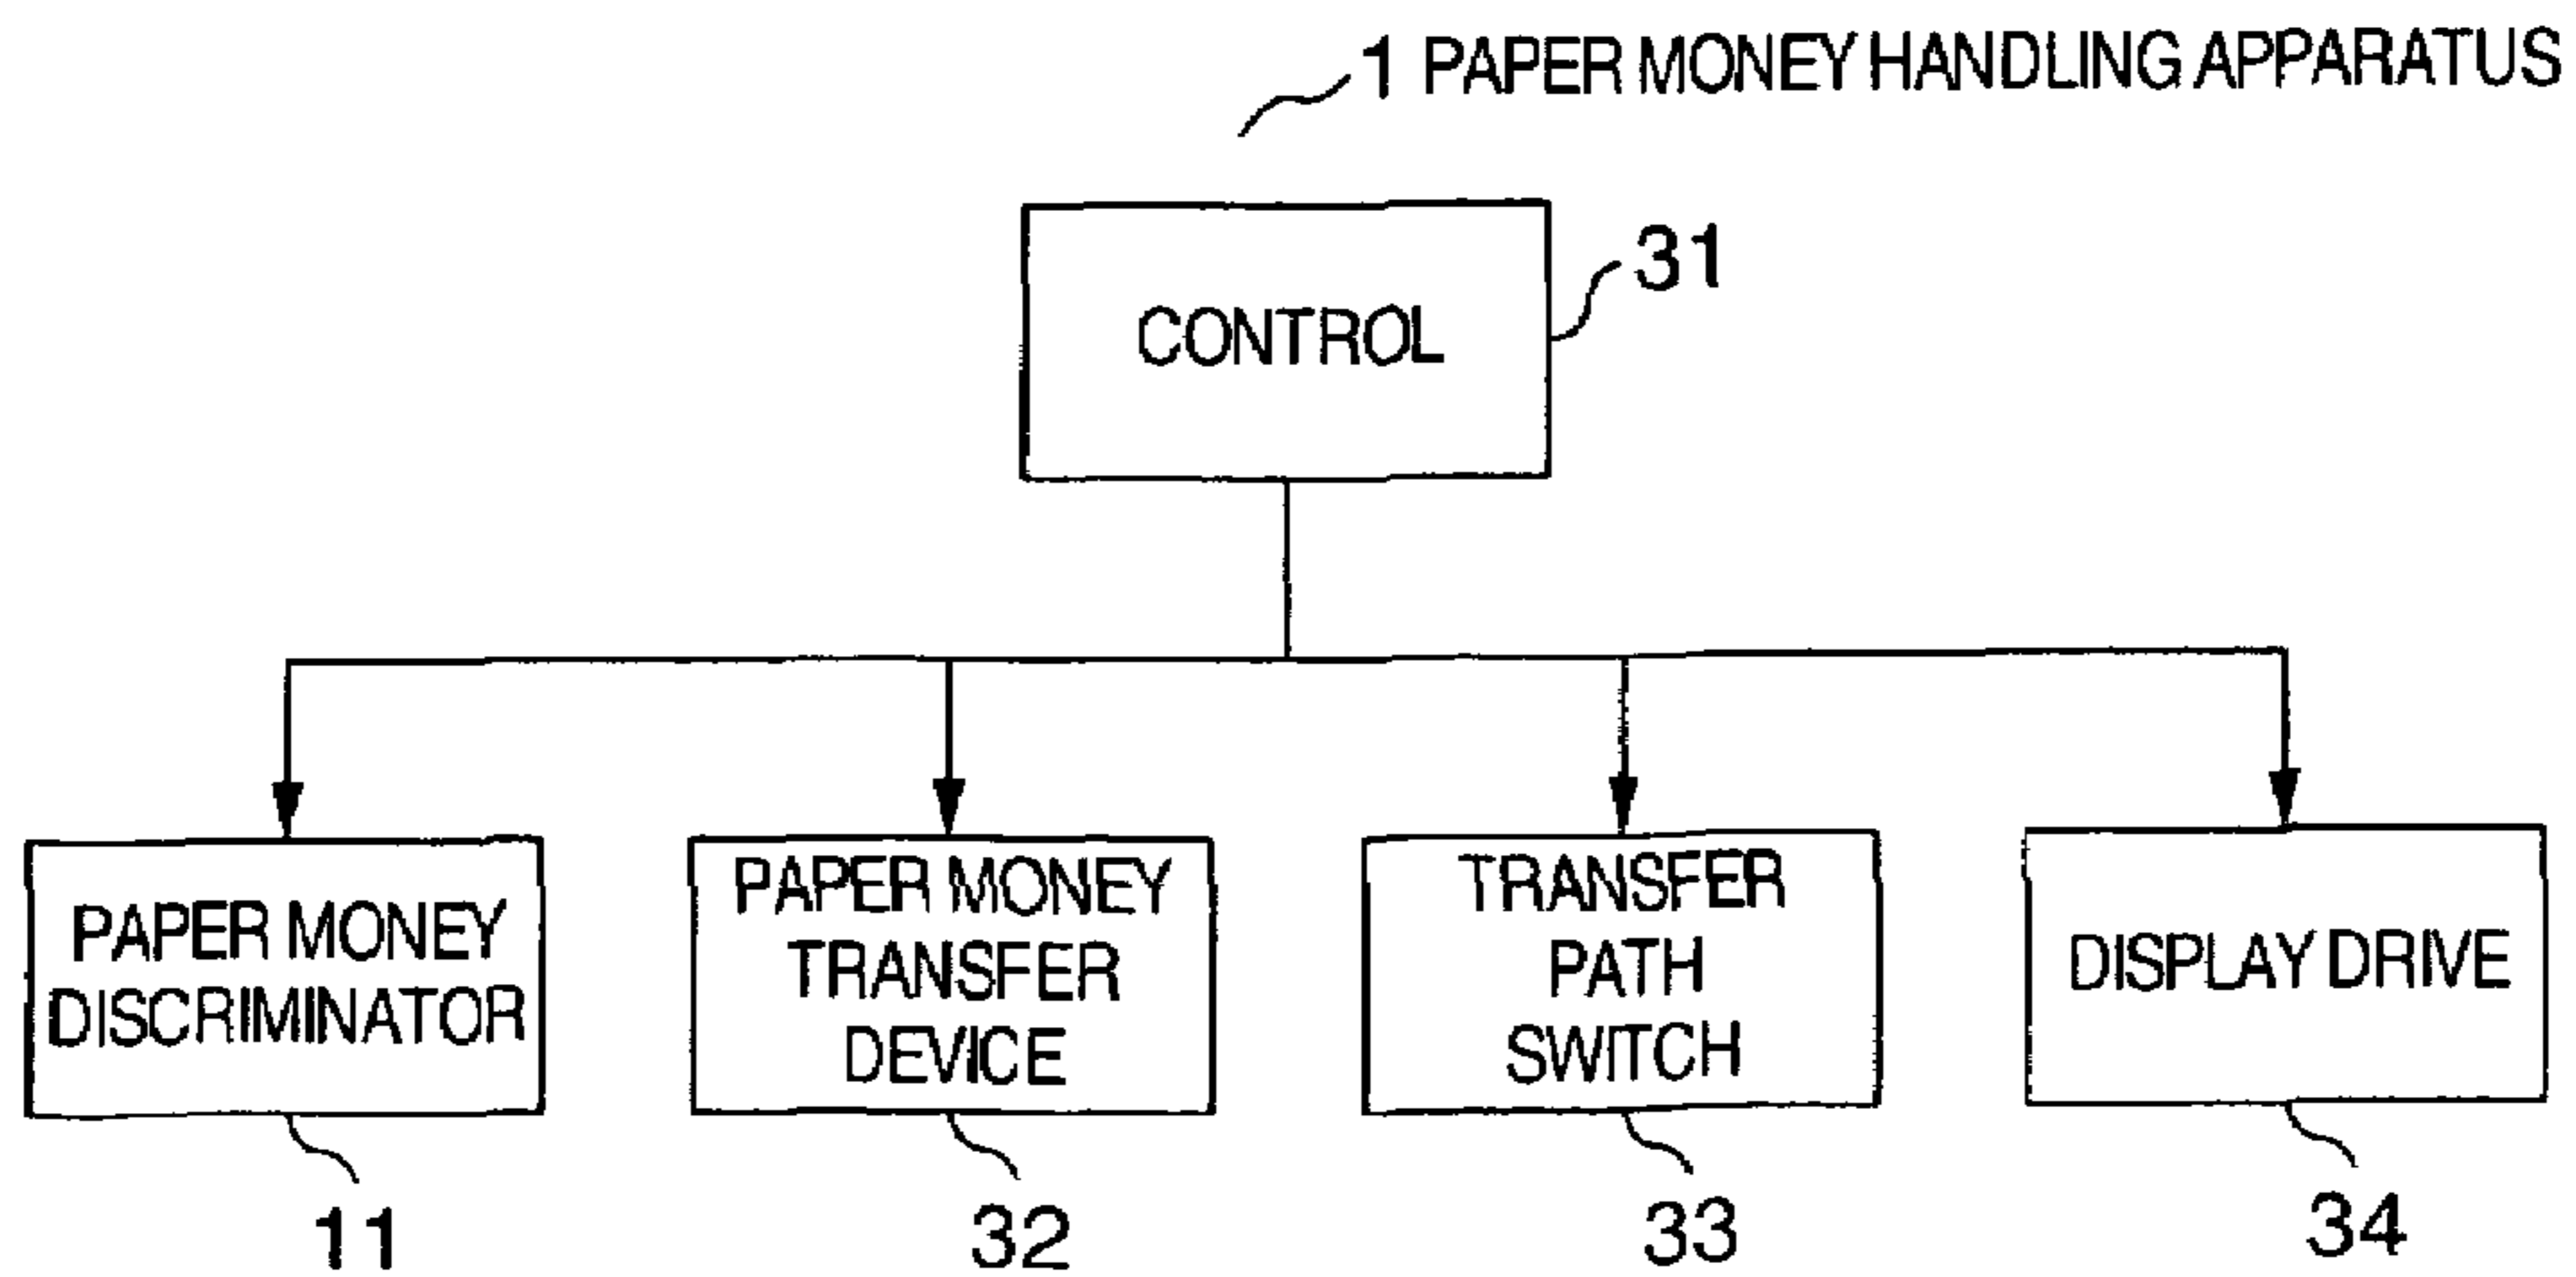 1 PAPER MONEY HANDLING APPARATUS
CONTROL
31
PAPER MONEY
DISCRIMINATOR
11
PAPER MONEY
TRANSFER
DEVICE
32
TRANSFER
PATH
SWITCH
33
DISPLAY DRIVE
34